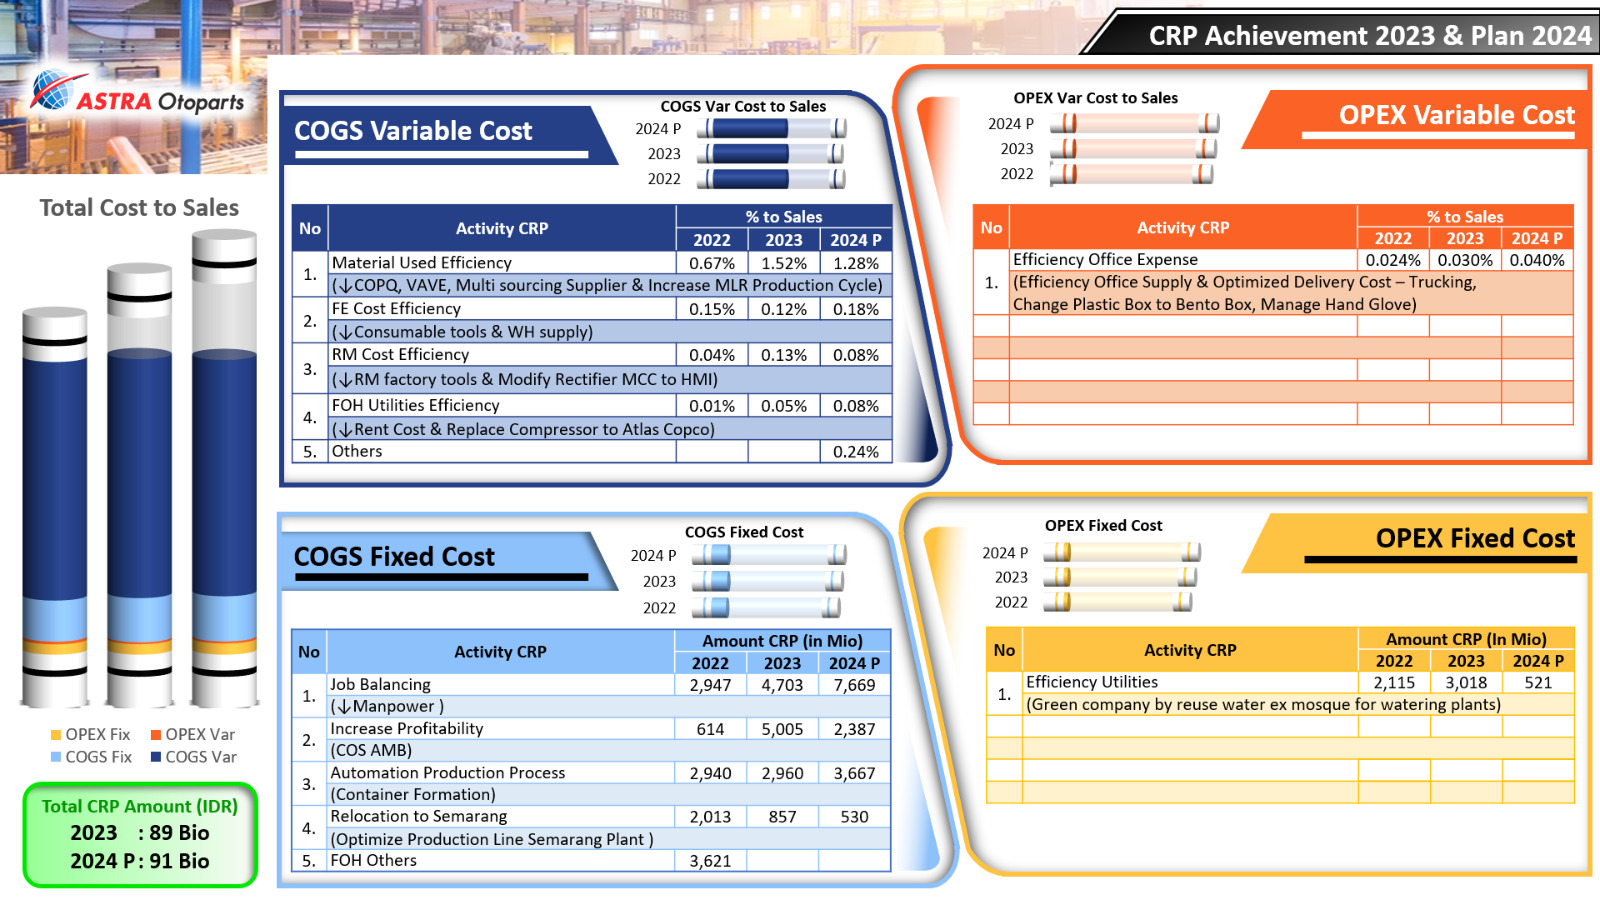 CRP Achievement 2023 & Plan 2024
ASTRA Otoparts
Total Cost to Sales
OPEX Fix
OPEX Var
COGS Fix
COGS Var
Total CRP Amount (IDR)
2023 : 89 Bio
2024 P : 91 Bio
COGS Variable Cost
COGS Var Cost to Sales
2024 P
2023
2022
No Activity CRP % to Sales
2022 2023 2024 P
1. Material Used Efficiency 0.67% 1.52% 1.28%
(↓COPQ, VAVE, Multi sourcing Supplier & Increase MLR Production Cycle)
2. FE Cost Efficiency 0.15% 0.12% 0.18%
(↓Consumable tools & WH supply)
3. RM Cost Efficiency 0.04% 0.13% 0.08%
(↓RM factory tools & Modify Rectifier MCC to HMI)
4. FOH Utilities Efficiency 0.01% 0.05% 0.08%
(↓Rent Cost & Replace Compressor to Atlas Copco)
5. Others 0.24%
OPEX Var Cost to Sales
2024 P
2023
2022
OPEX Variable Cost
No Activity CRP % to Sales
2022 2023 2024 P
1. Efficiency Office Expense 0.024% 0.030% 0.040%
(Efficiency Office Supply & Optimized Delivery Cost – Trucking,
Change Plastic Box to Bento Box, Manage Hand Glove)
COGS Fixed Cost
COGS Fixed Cost
2024 P
2023
2022
No Activity CRP Amount CRP (in Mio)
2022 2023 2024 P
1. Job Balancing 2,947 4,703 7,669
(↓Manpower )
2. Increase Profitability 614 5,005 2,387
(COS AMB)
3. Automation Production Process 2,940 2,960 3,667
(Container Formation)
4. Relocation to Semarang 2,013 857 530
(Optimize Production Line Semarang Plant )
5. FOH Others 3,621
OPEX Fixed Cost
2024 P
2023
2022
OPEX Fixed Cost
No Activity CRP Amount CRP (In Mio)
2022 2023 2024 P
1. Efficiency Utilities 2,115 3,018 521
(Green company by reuse water ex mosque for watering plants)